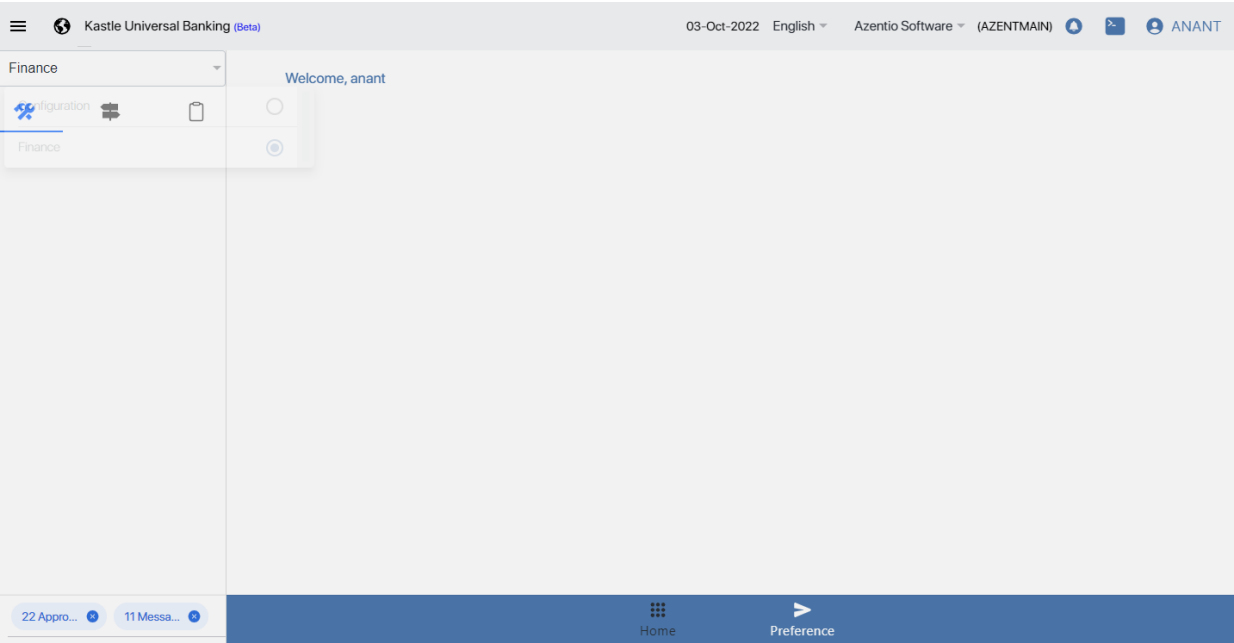 Kastle Universal Banking (Beta) 03-Oct-2022 English Azentio Software (AZENTMAIN) ANANT
Finance
Welcome, anant
Configuration
Finance
22 Appro... 11 Messa...
Home Preference